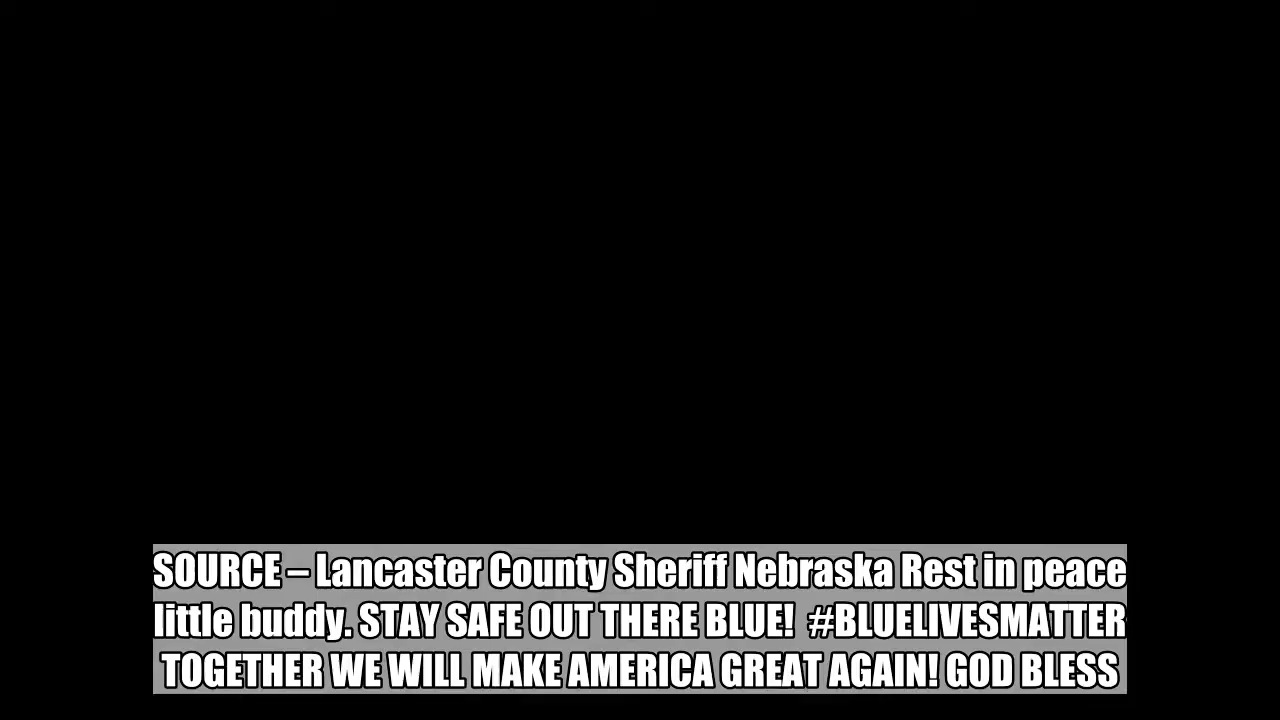 SOURCE – Lancaster County Sheriff Nebraska Rest in peace
little buddy. STAY SAFE OUT THERE BLUE!  #BLUELIVESMATTER
TOGETHER WE WILL MAKE AMERICA GREAT AGAIN! GOD BLESS